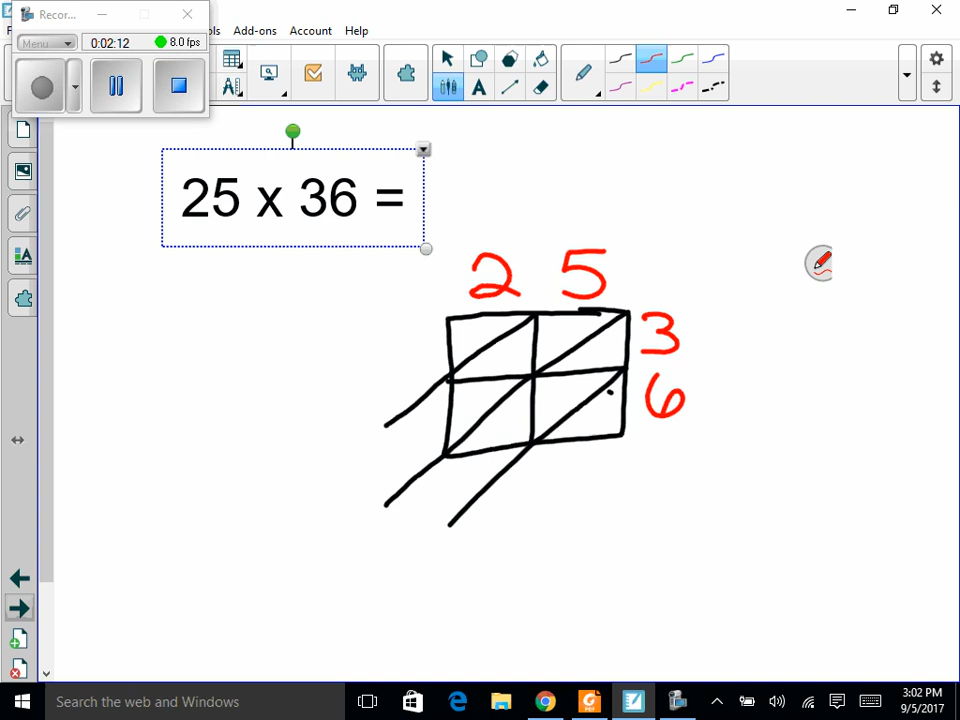 Recor...
Menu
0:02:12
8.0 fps
ols Add-ons Account Help
25 x 36 =
2 5
3
6
Search the web and Windows
3:02 PM
9/5/2017